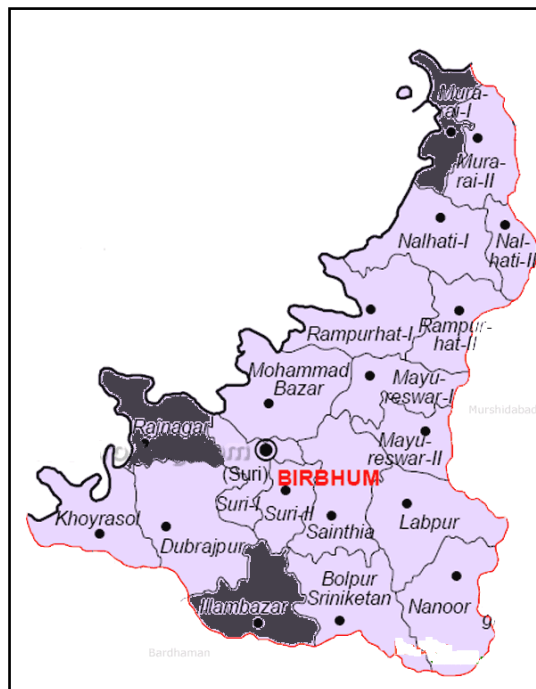 Mura-
rai-I
Mura-
rai-II
Nalhati-I
Nal-
hati-II
Rampurhat-I
Rampur-
hat-II
Mohammad
Bazar
Mayu-
reswar-I
Murshidabad
Rajnagar
Mayu-
reswar-II
(Suri)
BIRBHUM
Suri-I
Suri-II
Khoyrasol
Dubrajpur
Sainthia
Labpur
Illambazar
Bolpur
Sriniketan
Nanoor
9
Bardhaman